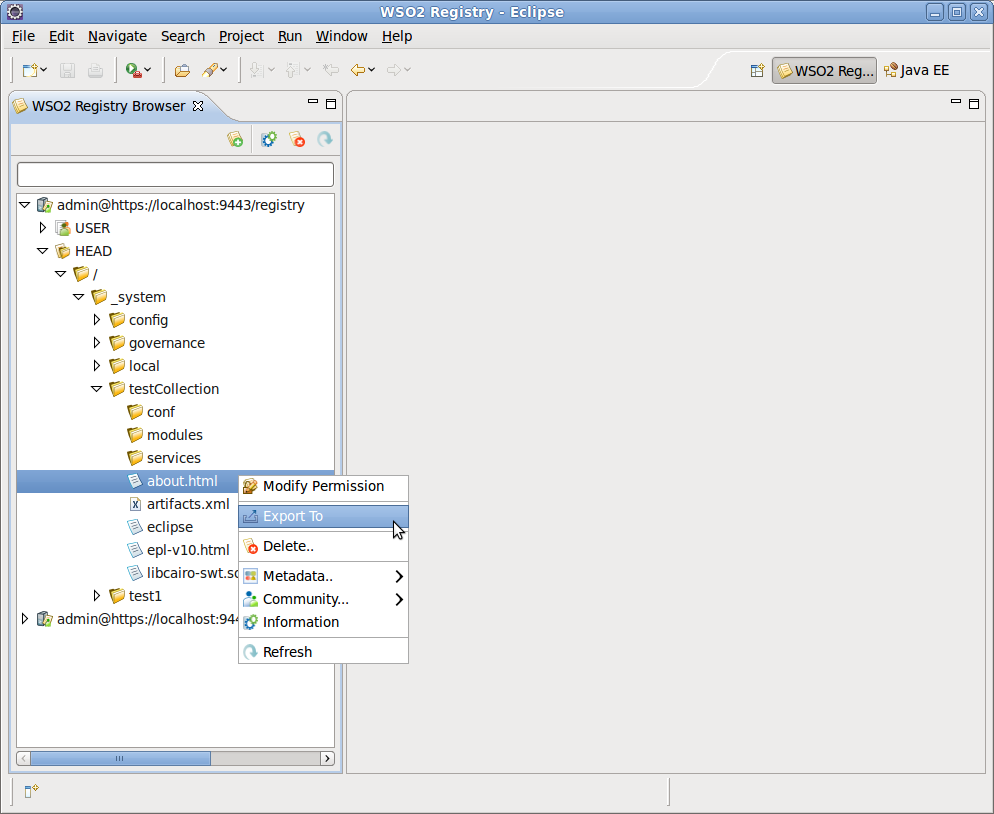 WSO2 Registry - Eclipse
File Edit Navigate Search Project Run Window Help
WSO2 Reg... Java EE
WSO2 Registry Browser
admin@https://localhost:9443/registry
USER
HEAD
/
_system
config
governance
local
testCollection
conf
modules
services
about.html
Modify Permission
artifacts.xml
Export To
eclipse
Delete..
epl-v10.html
libcairo-swt.so
Metadata..
test1
Community...
admin@https://localhost:944
Information
Refresh